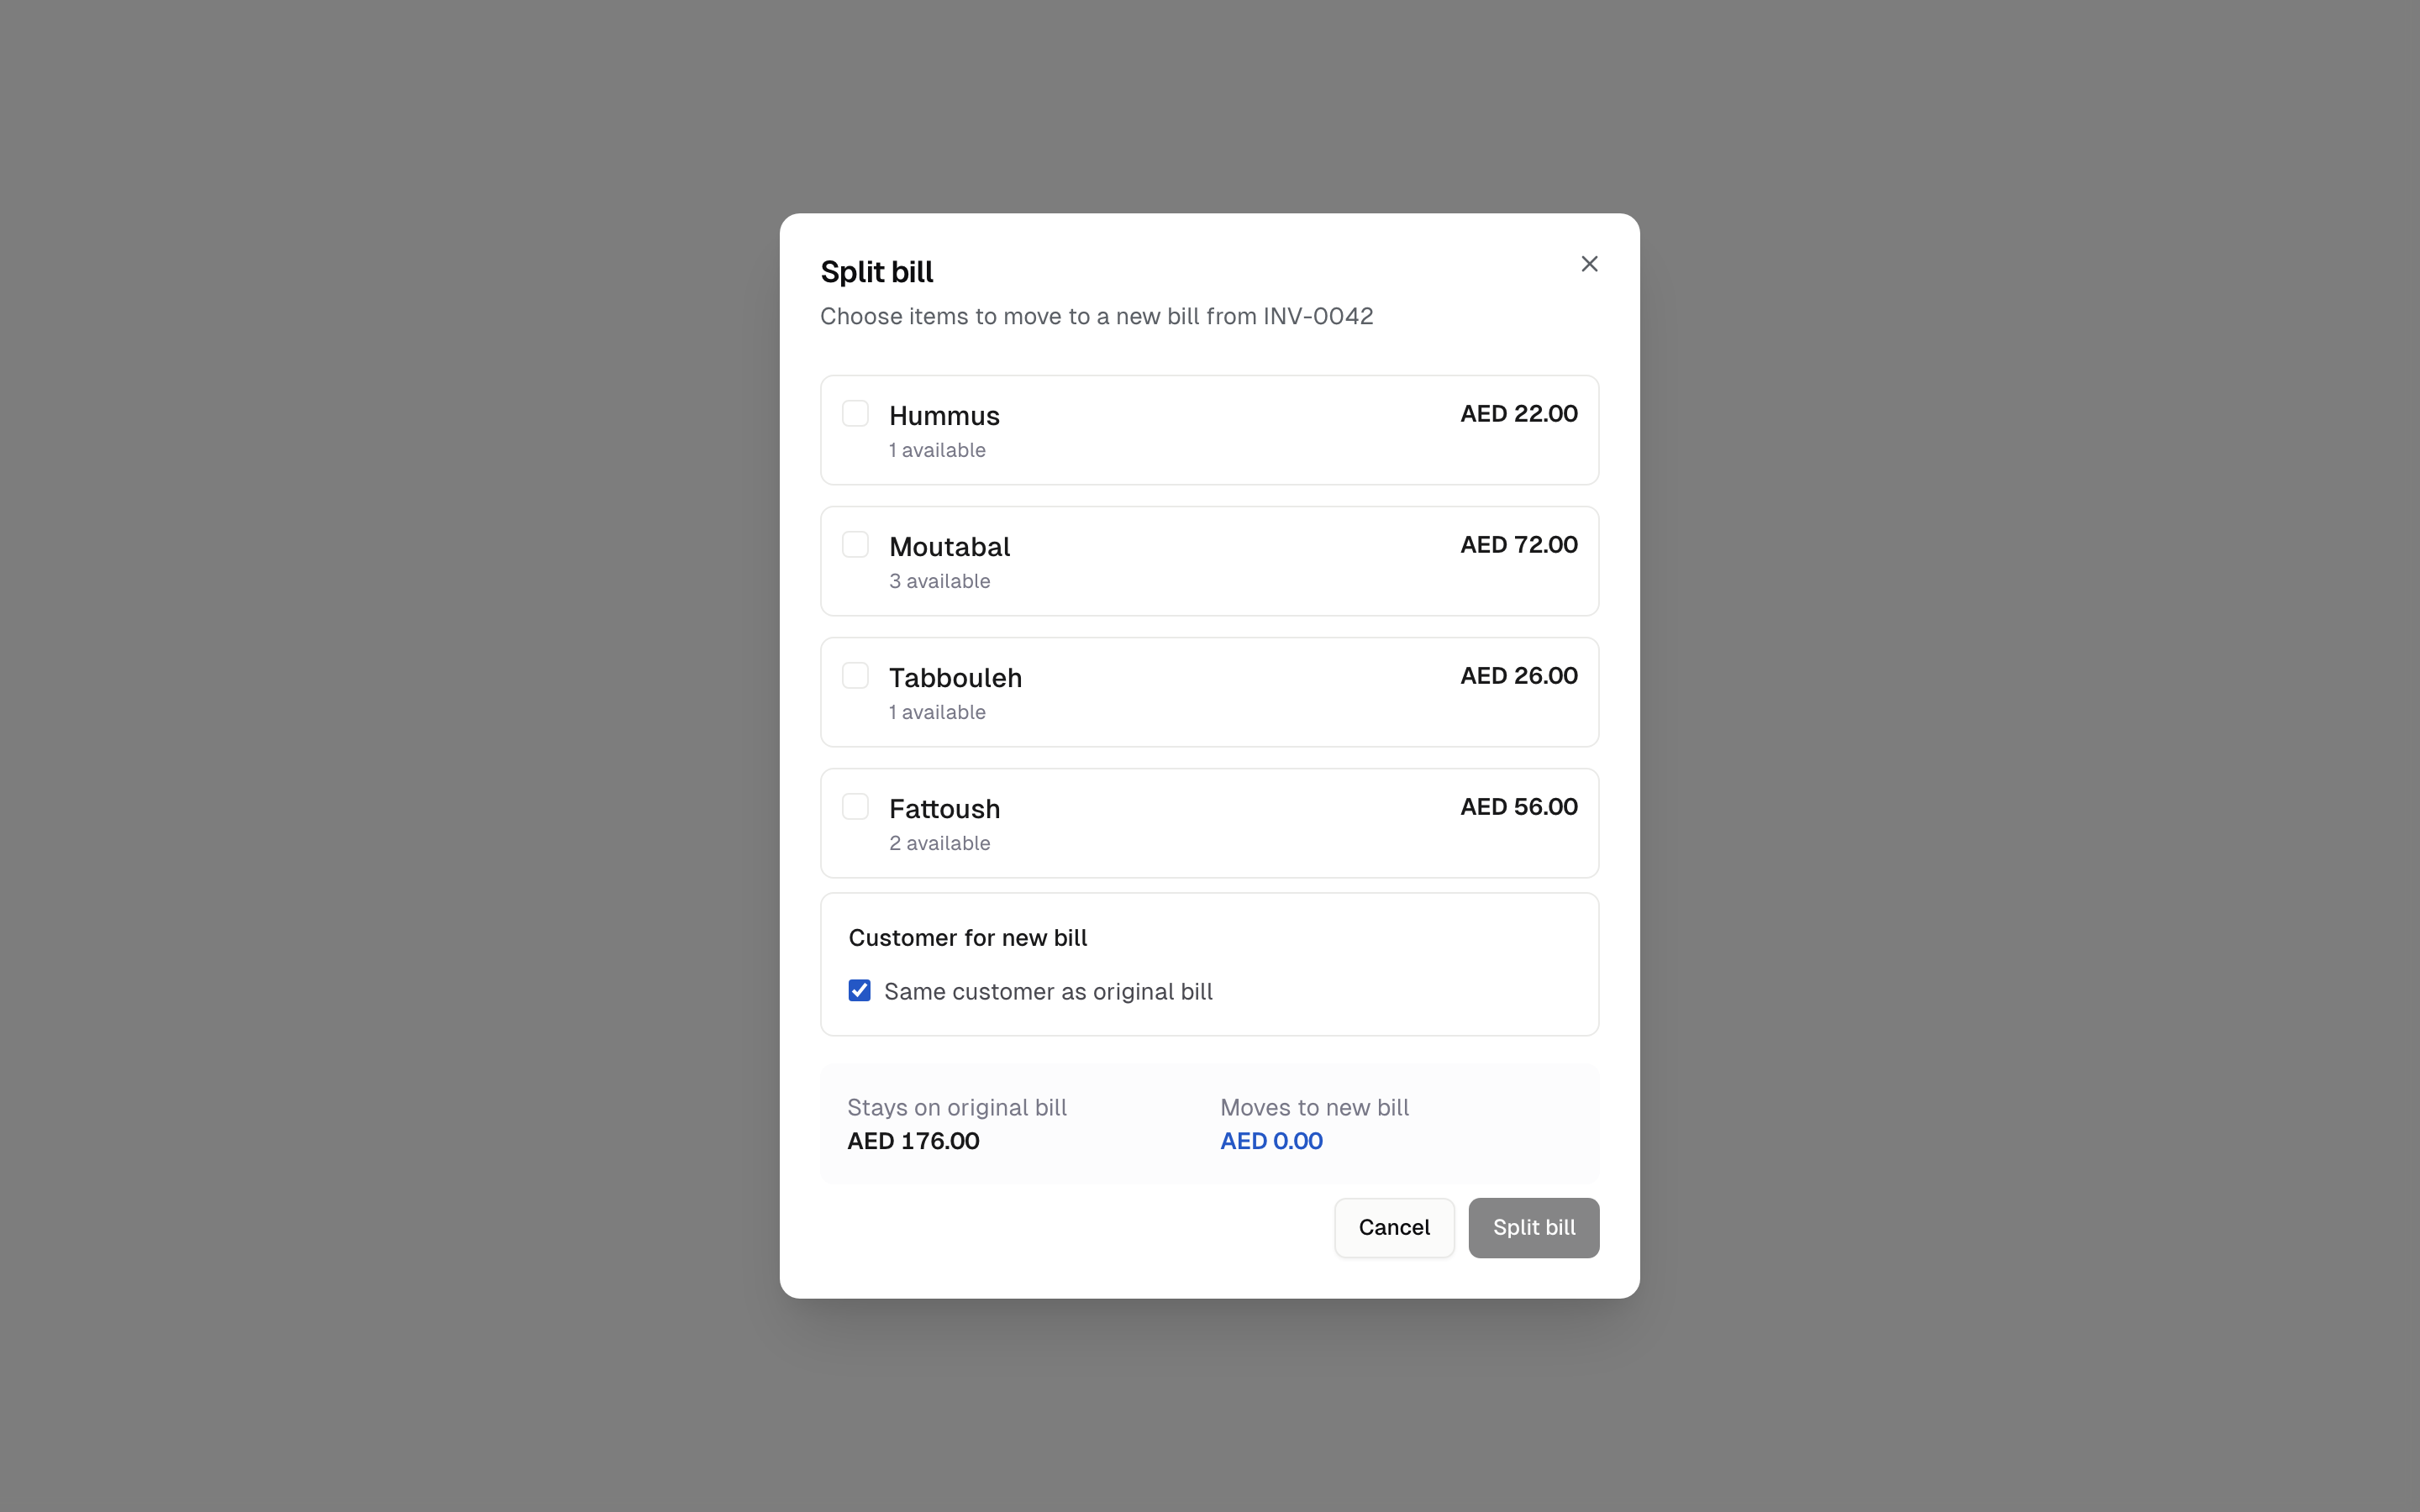 Split bill
Choose items to move to a new bill from INV-0042
Hummus
AED 22.00
1 available
Moutabal
AED 72.00
3 available
Tabbouleh
AED 26.00
1 available
Fattoush
AED 56.00
2 available
Customer for new bill
Same customer as original bill
Stays on original bill
AED 176.00
Moves to new bill
AED 0.00
Cancel
Split bill